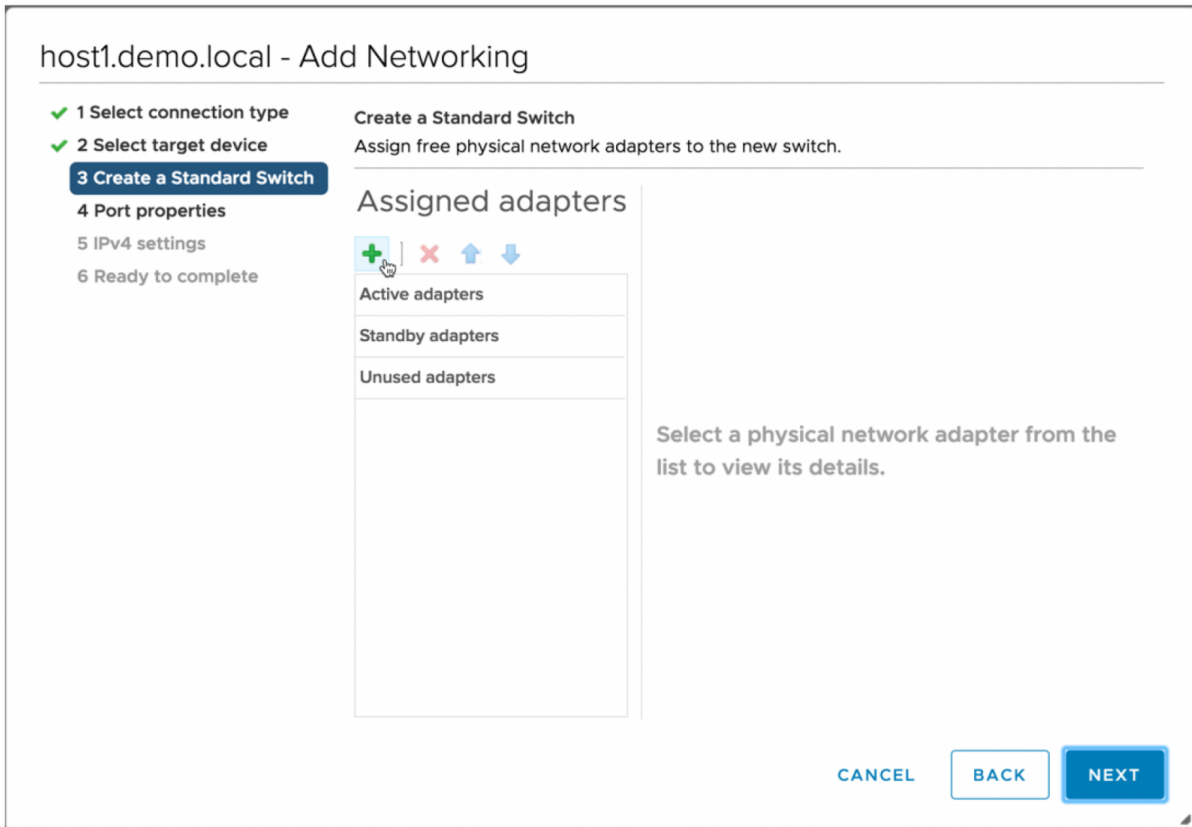 host1.demo.local - Add Networking
1 Select connection type
2 Select target device
3 Create a Standard Switch
4 Port properties
5 IPv4 settings
6 Ready to complete
Create a Standard Switch
Assign free physical network adapters to the new switch.
Assigned adapters
Active adapters
Standby adapters
Unused adapters
Select a physical network adapter from the
list to view its details.
CANCEL
BACK
NEXT